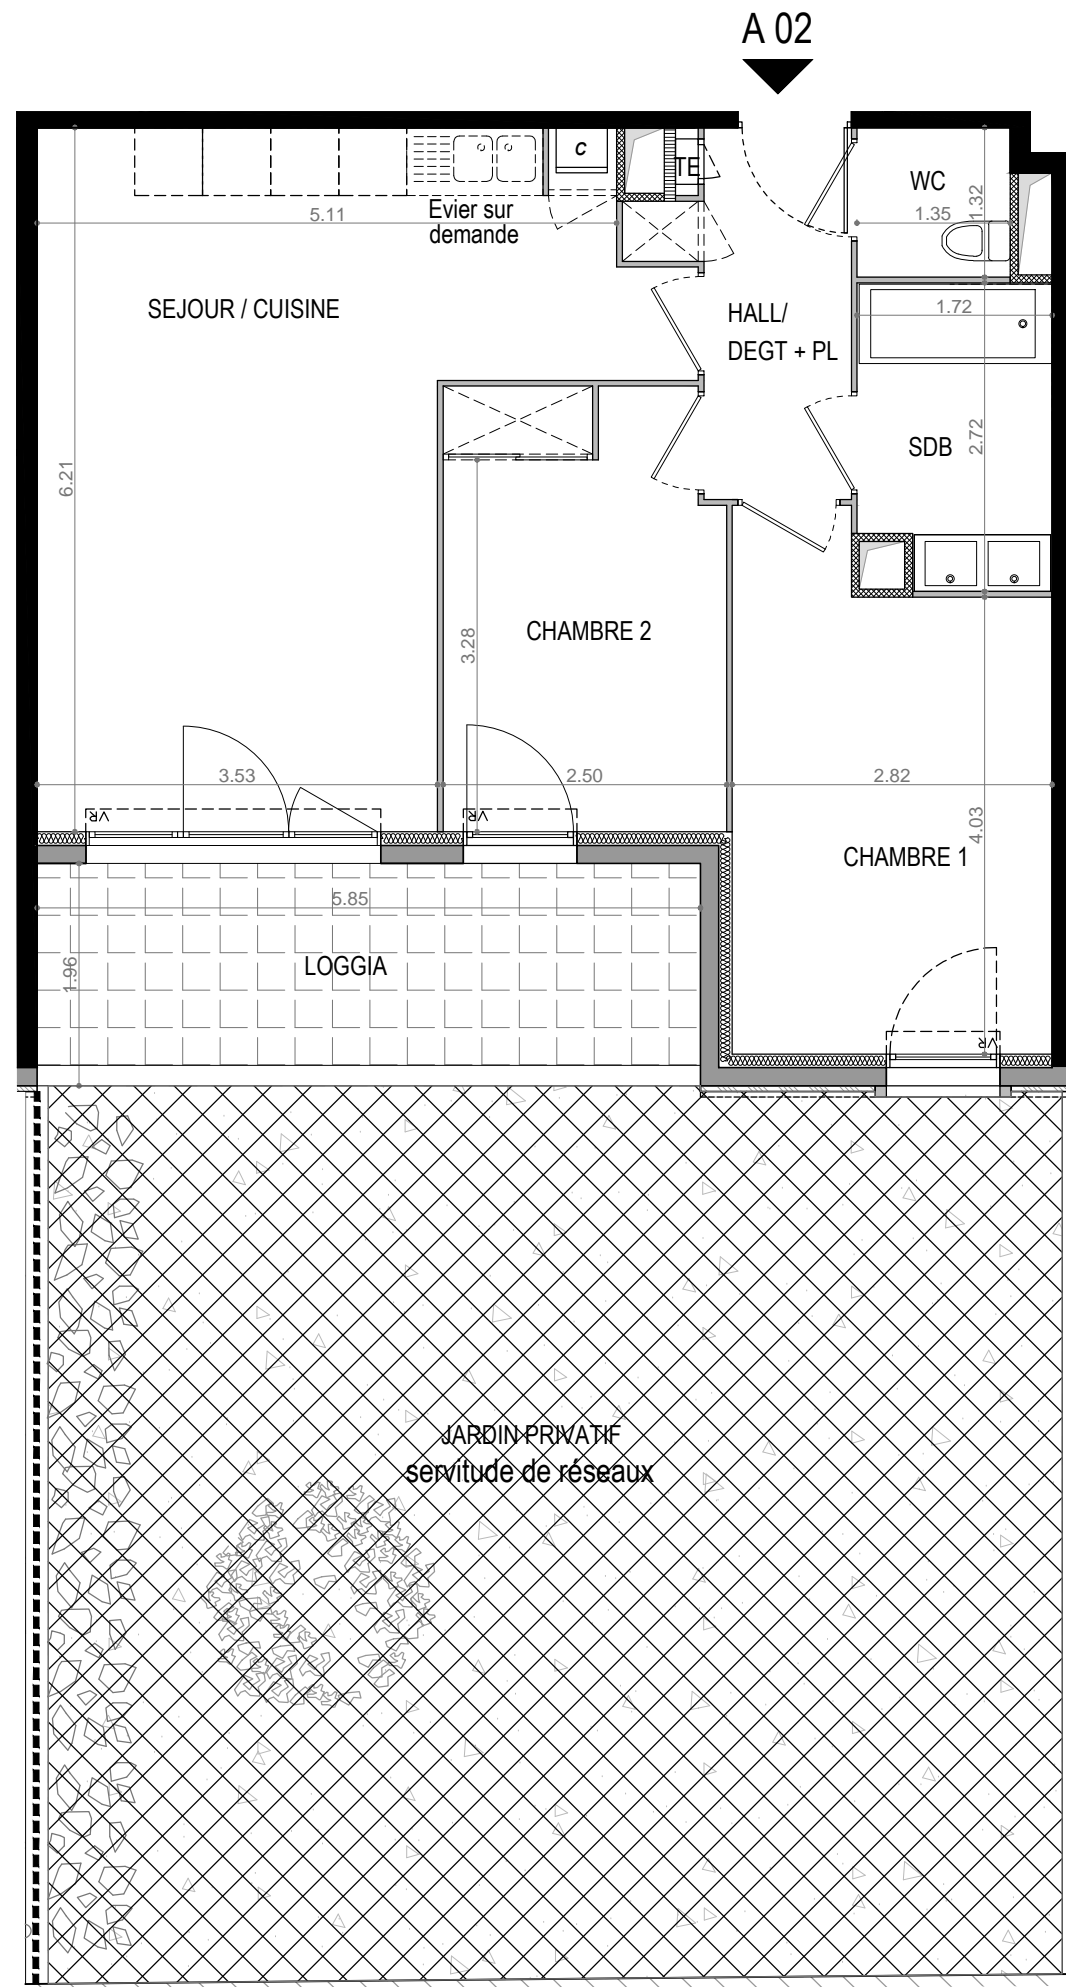 A 02
C
TE
WC
1.32
1.35
5.11
Evier sur
demande
SEJOUR / CUISINE
HALL/
DEGT + PL
1.72
SDB
2.72
6.21
3.28
CHAMBRE 2
3.53
2.50
2.82
VR
VR
4.03
CHAMBRE 1
5.85
1.96
LOGGIA
VR
JARDIN PRIVATIF
servitude de réseaux